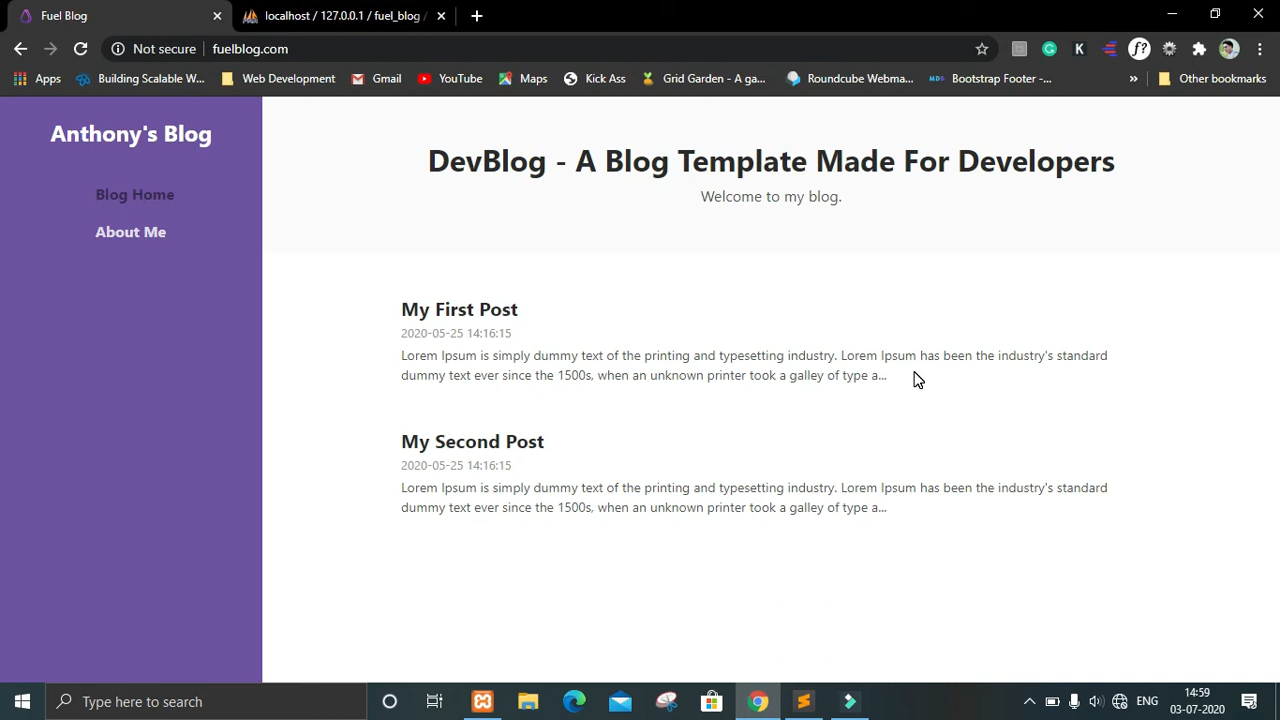 Fuel Blog
localhost / 127.0.0.1 / fuel_blog /
Not secure
fuelblog.com
Apps
Building Scalable W...
Web Development
Gmail
YouTube
Maps
Kick Ass
Grid Garden - A ga...
Roundcube Webma...
Bootstrap Footer -...
Other bookmarks
Anthony's Blog
Blog Home
About Me
DevBlog - A Blog Template Made For Developers
Welcome to my blog.
My First Post
2020-05-25 14:16:15
Lorem Ipsum is simply dummy text of the printing and typesetting industry. Lorem Ipsum has been the industry's standard
dummy text ever since the 1500s, when an unknown printer took a galley of type a...
My Second Post
2020-05-25 14:16:15
Lorem Ipsum is simply dummy text of the printing and typesetting industry. Lorem Ipsum has been the industry's standard
dummy text ever since the 1500s, when an unknown printer took a galley of type a...
Type here to search
ENG
14:59
03-07-2020